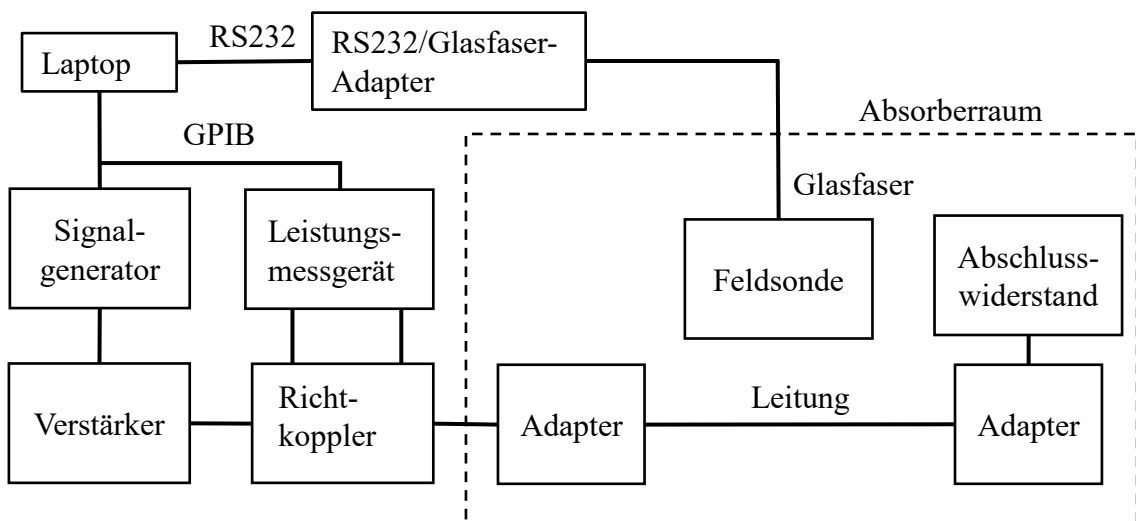 RS232
RS232/Glasfaser-
Adapter
Laptop
Absorberraum
GPIB
Glasfaser
Signal-
generator
Leistungs-
messgerät
Feldsonde
Abschluss-
widerstand
Verstärker
Richt-
koppler
Adapter
Leitung
Adapter